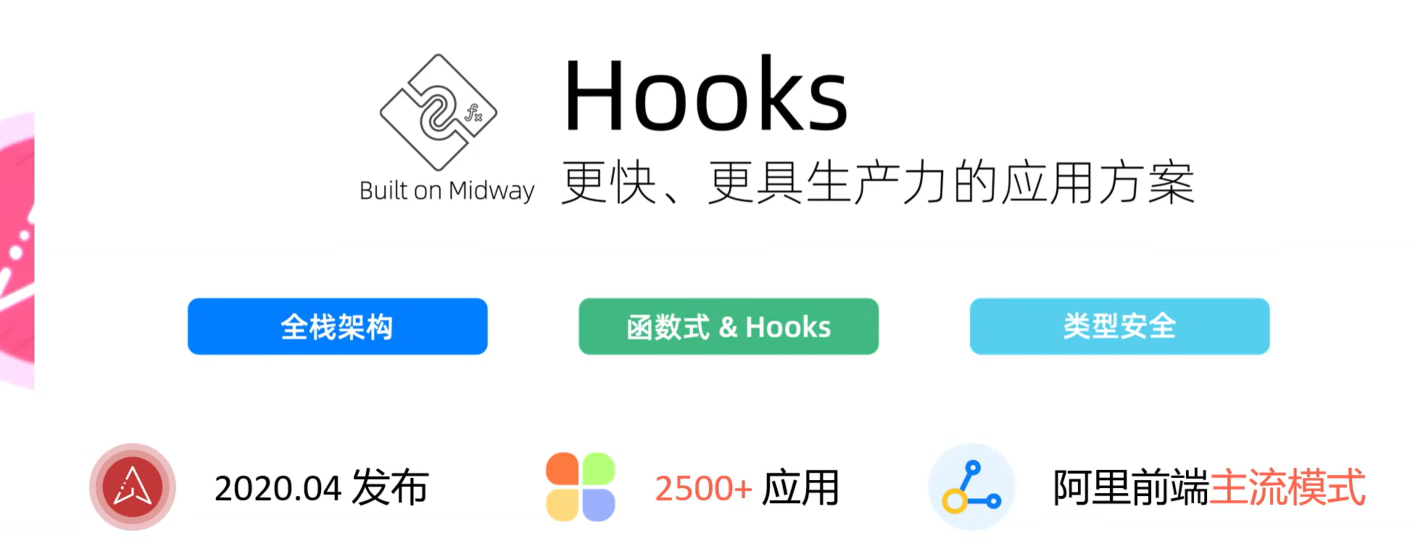 Hooks
fx
Built on Midway
更快、更具生产力的应用方案
全栈架构
函数式 & Hooks
类型安全
2020.04 发布
2500+ 应用
阿里前端主流模式